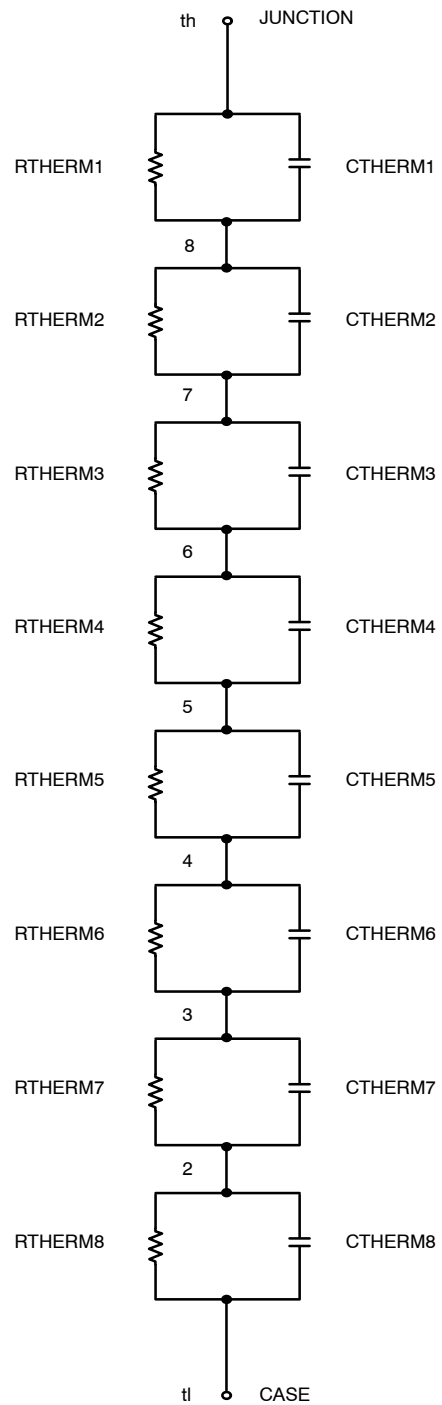 th JUNCTION
RTHERM1 CTHERM1
8
RTHERM2 CTHERM2
7
RTHERM3 CTHERM3
6
RTHERM4 CTHERM4
5
RTHERM5 CTHERM5
4
RTHERM6 CTHERM6
3
RTHERM7 CTHERM7
2
RTHERM8 CTHERM8
tl CASE